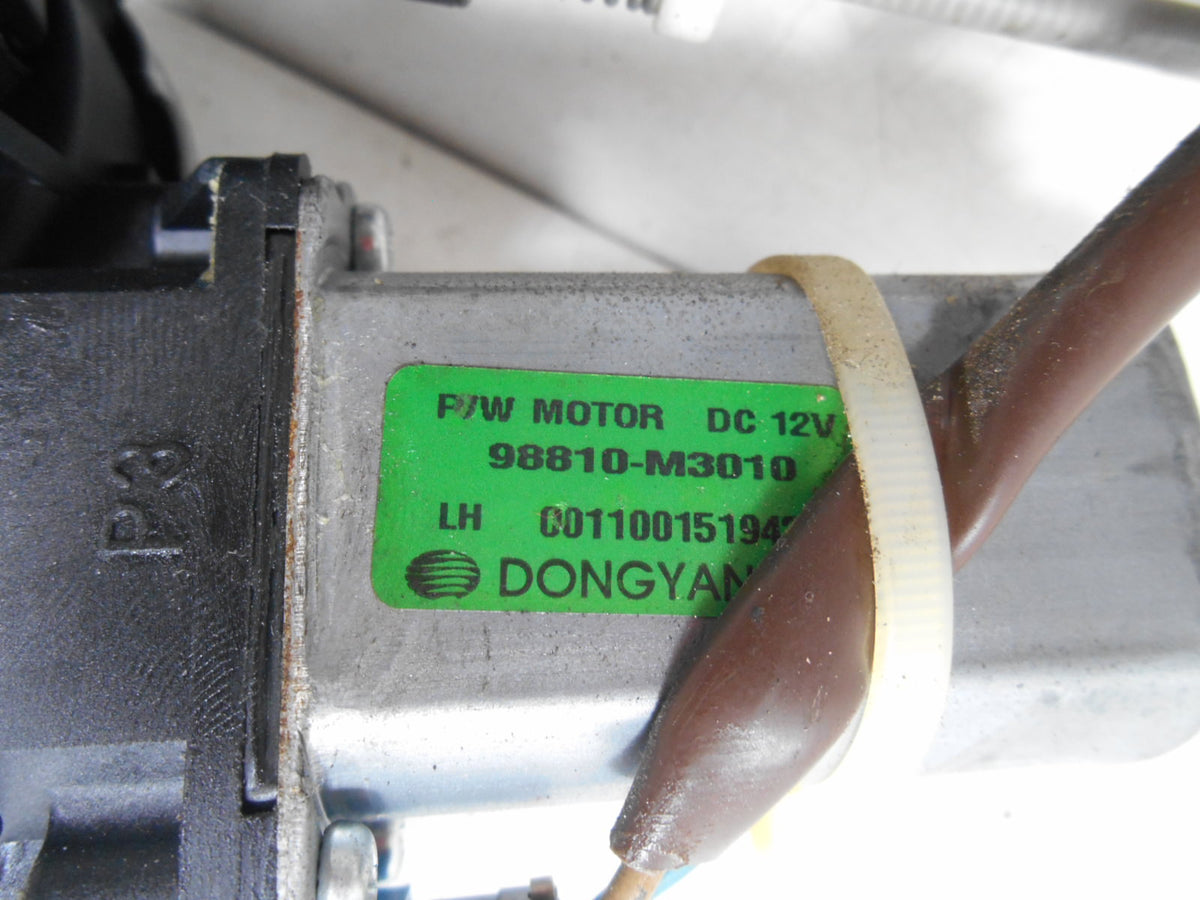 P/W MOTOR DC 12V
98810-M3010
LH
DONGYAN
P3